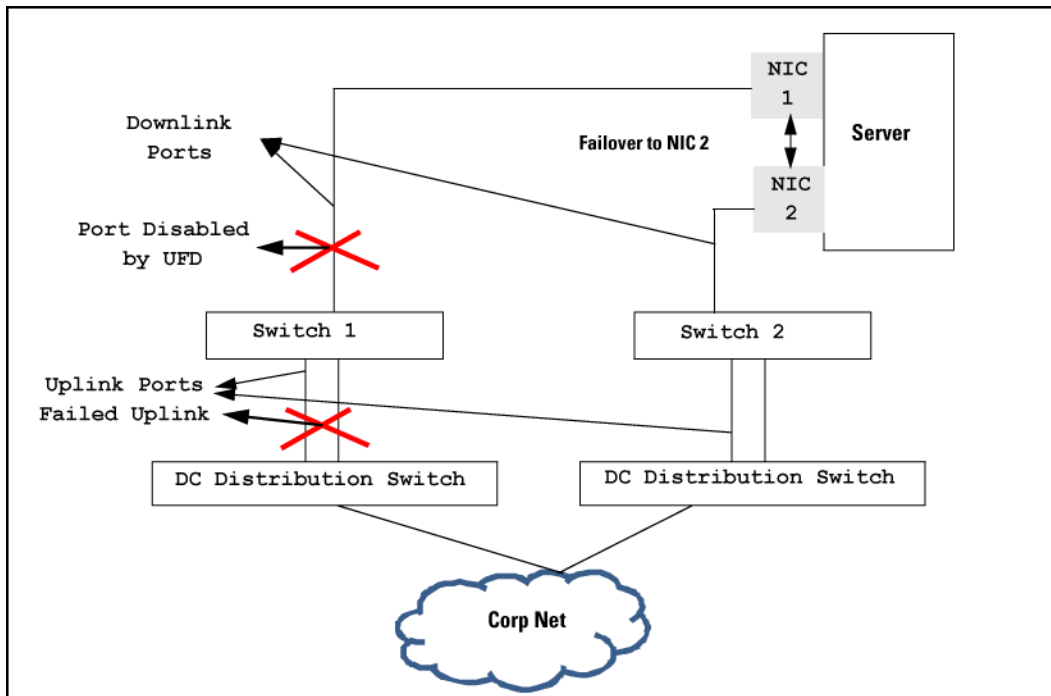 NIC
1
Server
Downlink
Ports
Failover to NIC 2
NIC
2
Port Disabled
by UFD
Switch 1
Switch 2
Uplink Ports
Failed Uplink
DC Distribution Switch
DC Distribution Switch
Corp Net